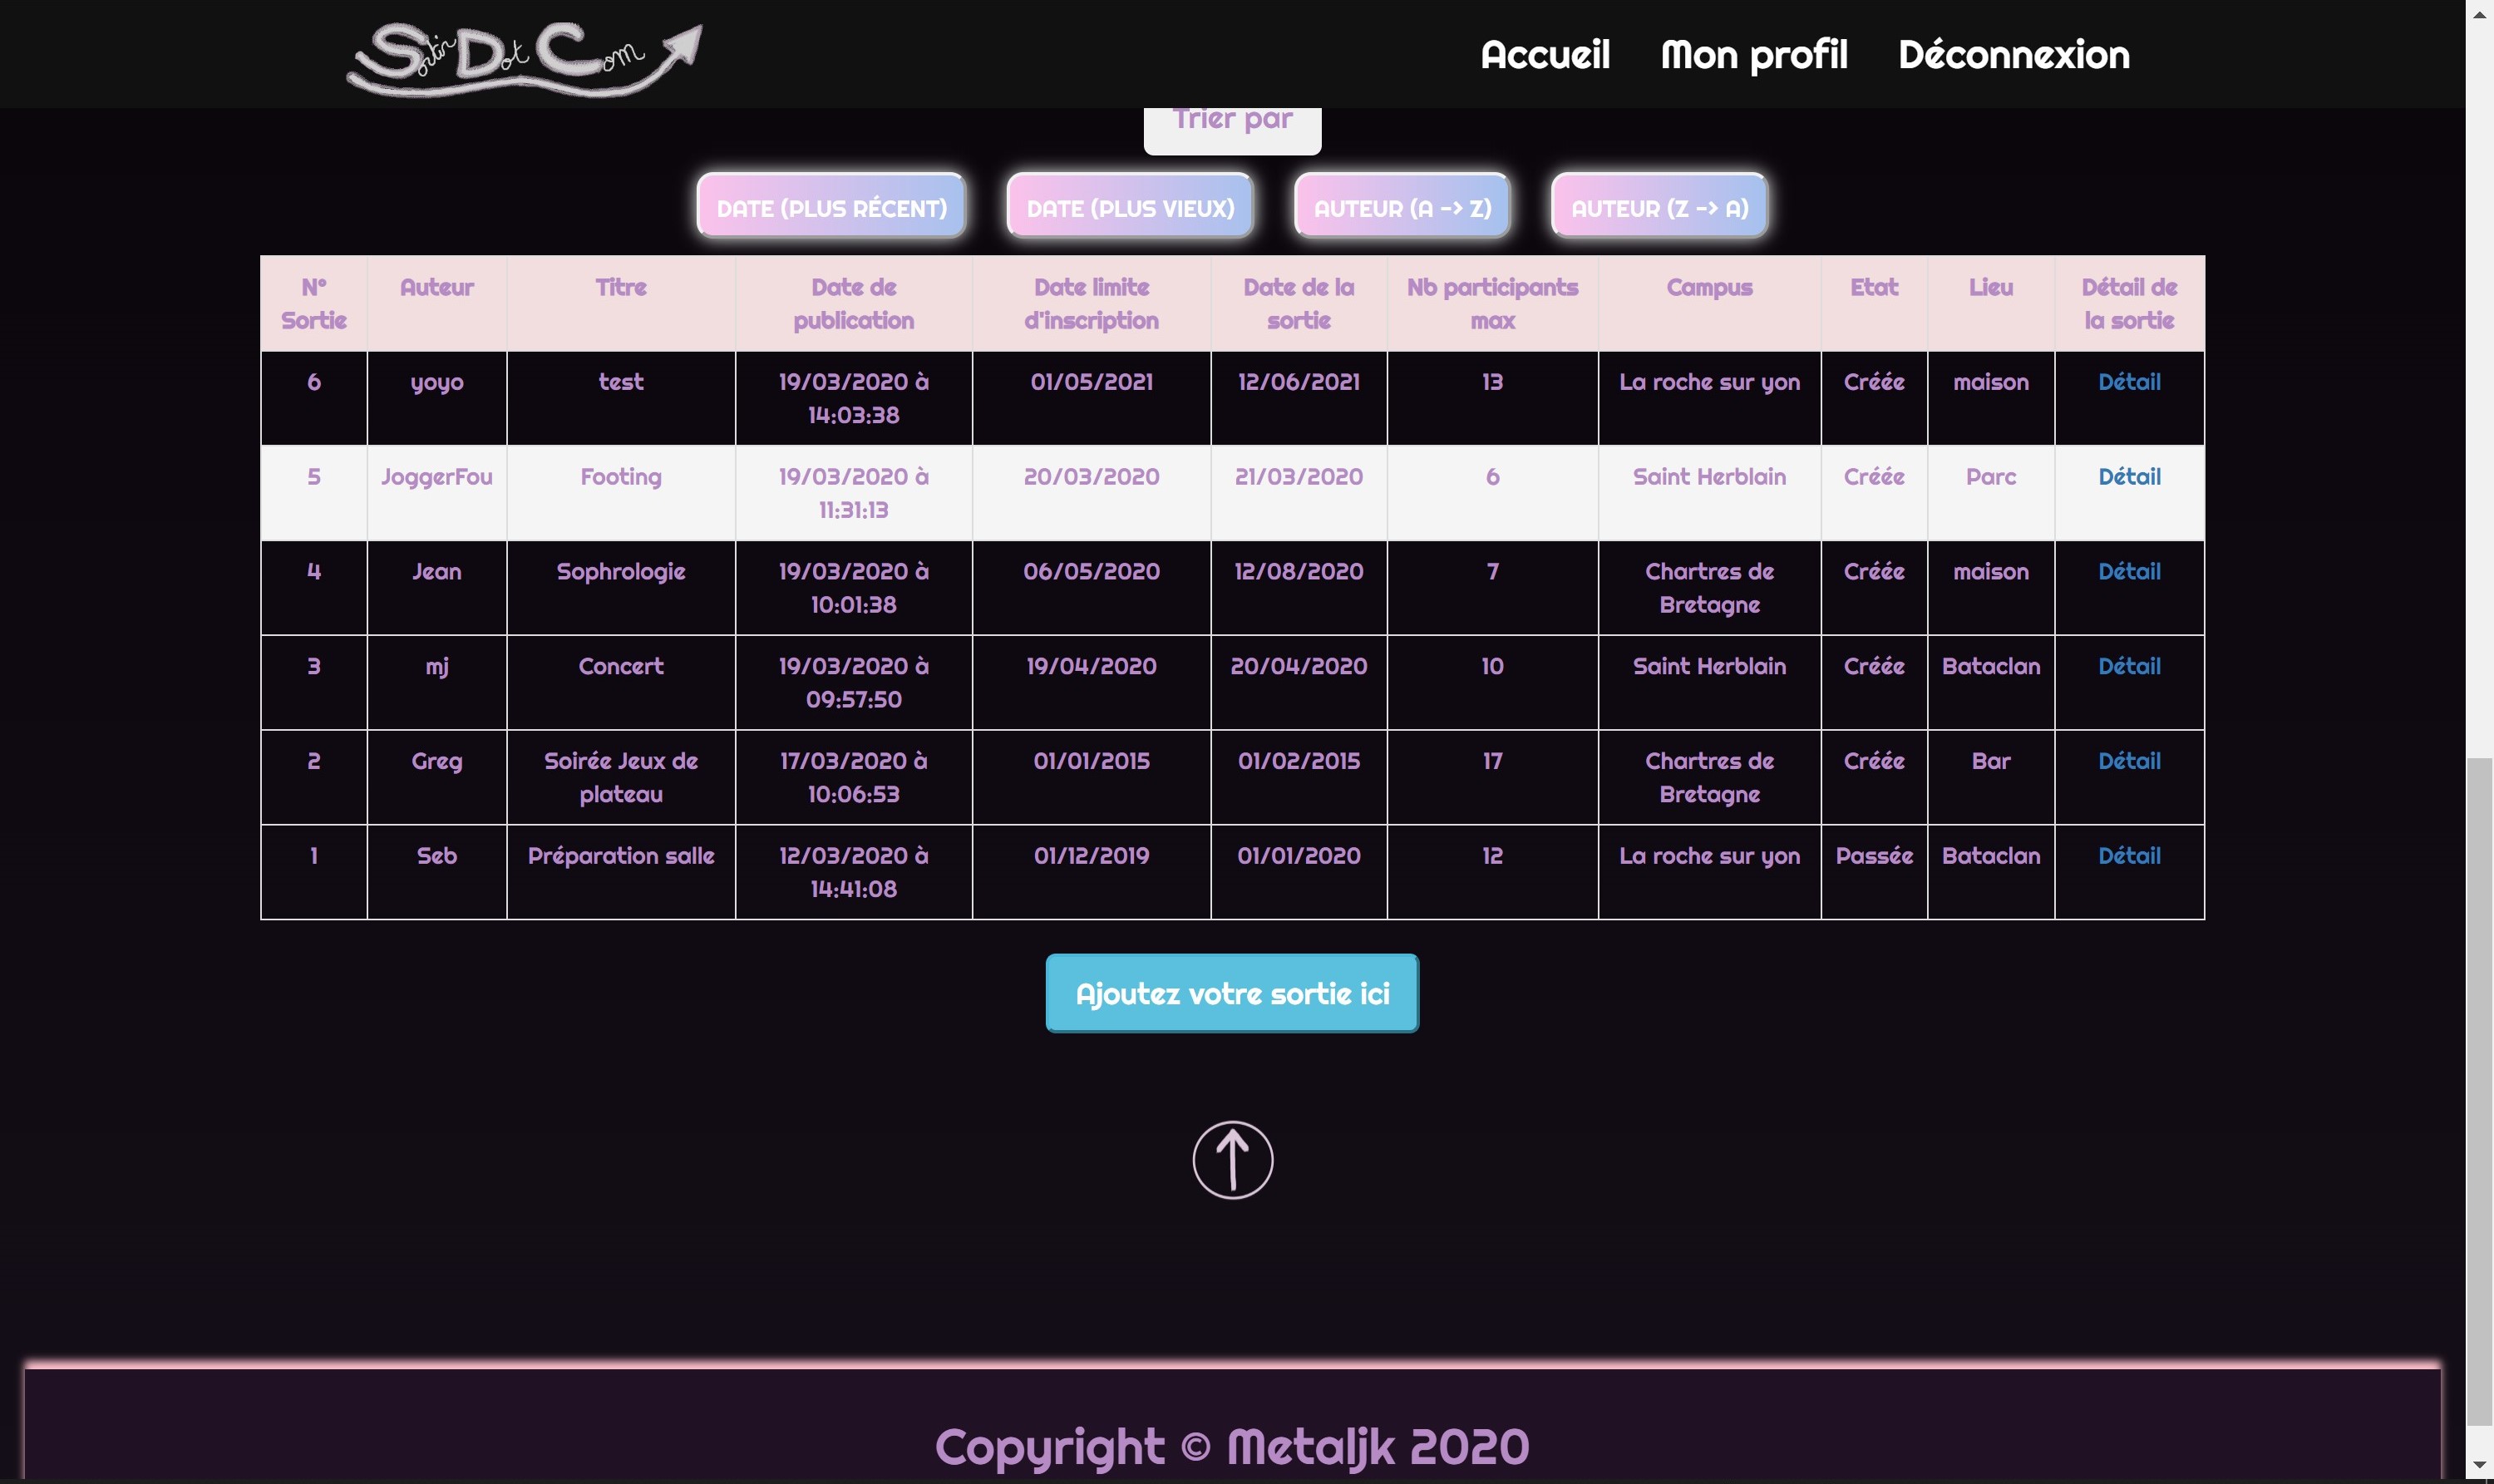 Sortir Dot Com
Accueil Mon profil Déconnexion
Trier par
DATE (PLUS RÉCENT) DATE (PLUS VIEUX) AUTEUR (A -> Z) AUTEUR (Z -> A)
N° Sortie Auteur Titre Date de publication Date limite d'inscription Date de la sortie Nb participants max Campus Etat Lieu Détail de la sortie
6 yoyo test 19/03/2020 à 14:03:38 01/05/2021 12/06/2021 13 La roche sur yon Créée maison Détail
5 JoggerFou Footing 19/03/2020 à 11:31:13 20/03/2020 21/03/2020 6 Saint Herblain Créée Parc Détail
4 Jean Sophrologie 19/03/2020 à 10:01:38 06/05/2020 12/08/2020 7 Chartres de Bretagne Créée maison Détail
3 mj Concert 19/03/2020 à 09:57:50 19/04/2020 20/04/2020 10 Saint Herblain Créée Bataclan Détail
2 Greg Soirée Jeux de plateau 17/03/2020 à 10:06:53 01/01/2015 01/02/2015 17 Chartres de Bretagne Créée Bar Détail
1 Seb Préparation salle 12/03/2020 à 14:41:08 01/12/2019 01/01/2020 12 La roche sur yon Passée Bataclan Détail
Ajoutez votre sortie ici
Copyright © Metaljk 2020